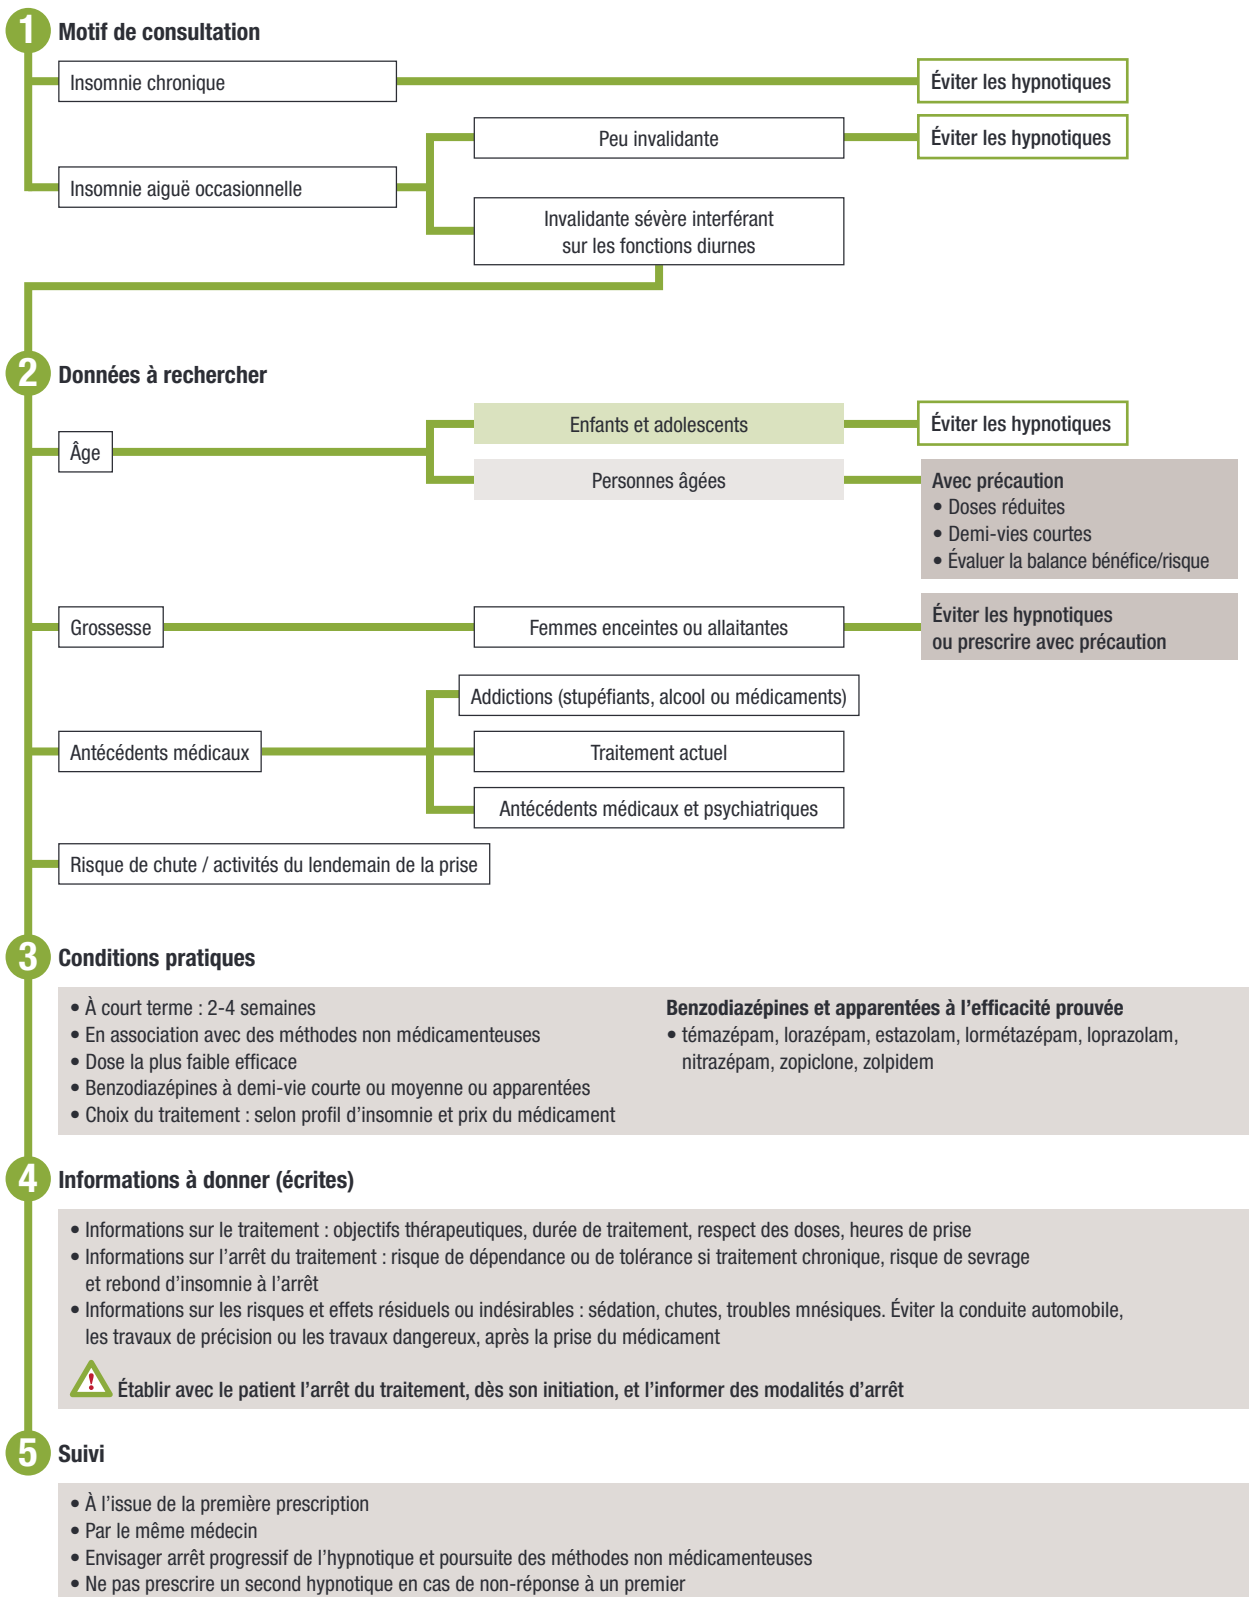 1 Motif de consultation
Insomnie chronique
Éviter les hypnotiques
Peu invalidante
Éviter les hypnotiques
Insomnie aiguë occasionnelle
Invalidante sévère interférant
sur les fonctions diurnes
2 Données à rechercher
Âge
Enfants et adolescents
Éviter les hypnotiques
Personnes âgées
Avec précaution
• Doses réduites
• Demi-vies courtes
• Évaluer la balance bénéfice/risque
Grossesse
Femmes enceintes ou allaitantes
Éviter les hypnotiques
ou prescrire avec précaution
Antécédents médicaux
Addictions (stupéfiants, alcool ou médicaments)
Traitement actuel
Antécédents médicaux et psychiatriques
Risque de chute / activités du lendemain de la prise
3 Conditions pratiques
• À court terme : 2-4 semaines
• En association avec des méthodes non médicamenteuses
• Dose la plus faible efficace
• Benzodiazépines à demi-vie courte ou moyenne ou apparentées
• Choix du traitement : selon profil d'insomnie et prix du médicament
Benzodiazépines et apparentées à l'efficacité prouvée
• témazépam, lorazépam, estazolam, lormétazépam, loprazolam,
nitrazépam, zopiclone, zolpidem
4 Informations à donner (écrites)
• Informations sur le traitement : objectifs thérapeutiques, durée de traitement, respect des doses, heures de prise
• Informations sur l'arrêt du traitement : risque de dépendance ou de tolérance si traitement chronique, risque de sevrage
et rebond d'insomnie à l'arrêt
• Informations sur les risques et effets résiduels ou indésirables : sédation, chutes, troubles mnésiques. Éviter la conduite automobile,
les travaux de précision ou les travaux dangereux, après la prise du médicament
! Établir avec le patient l'arrêt du traitement, dès son initiation, et l'informer des modalités d'arrêt
5 Suivi
• À l'issue de la première prescription
• Par le même médecin
• Envisager arrêt progressif de l'hypnotique et poursuite des méthodes non médicamenteuses
• Ne pas prescrire un second hypnotique en cas de non-réponse à un premier